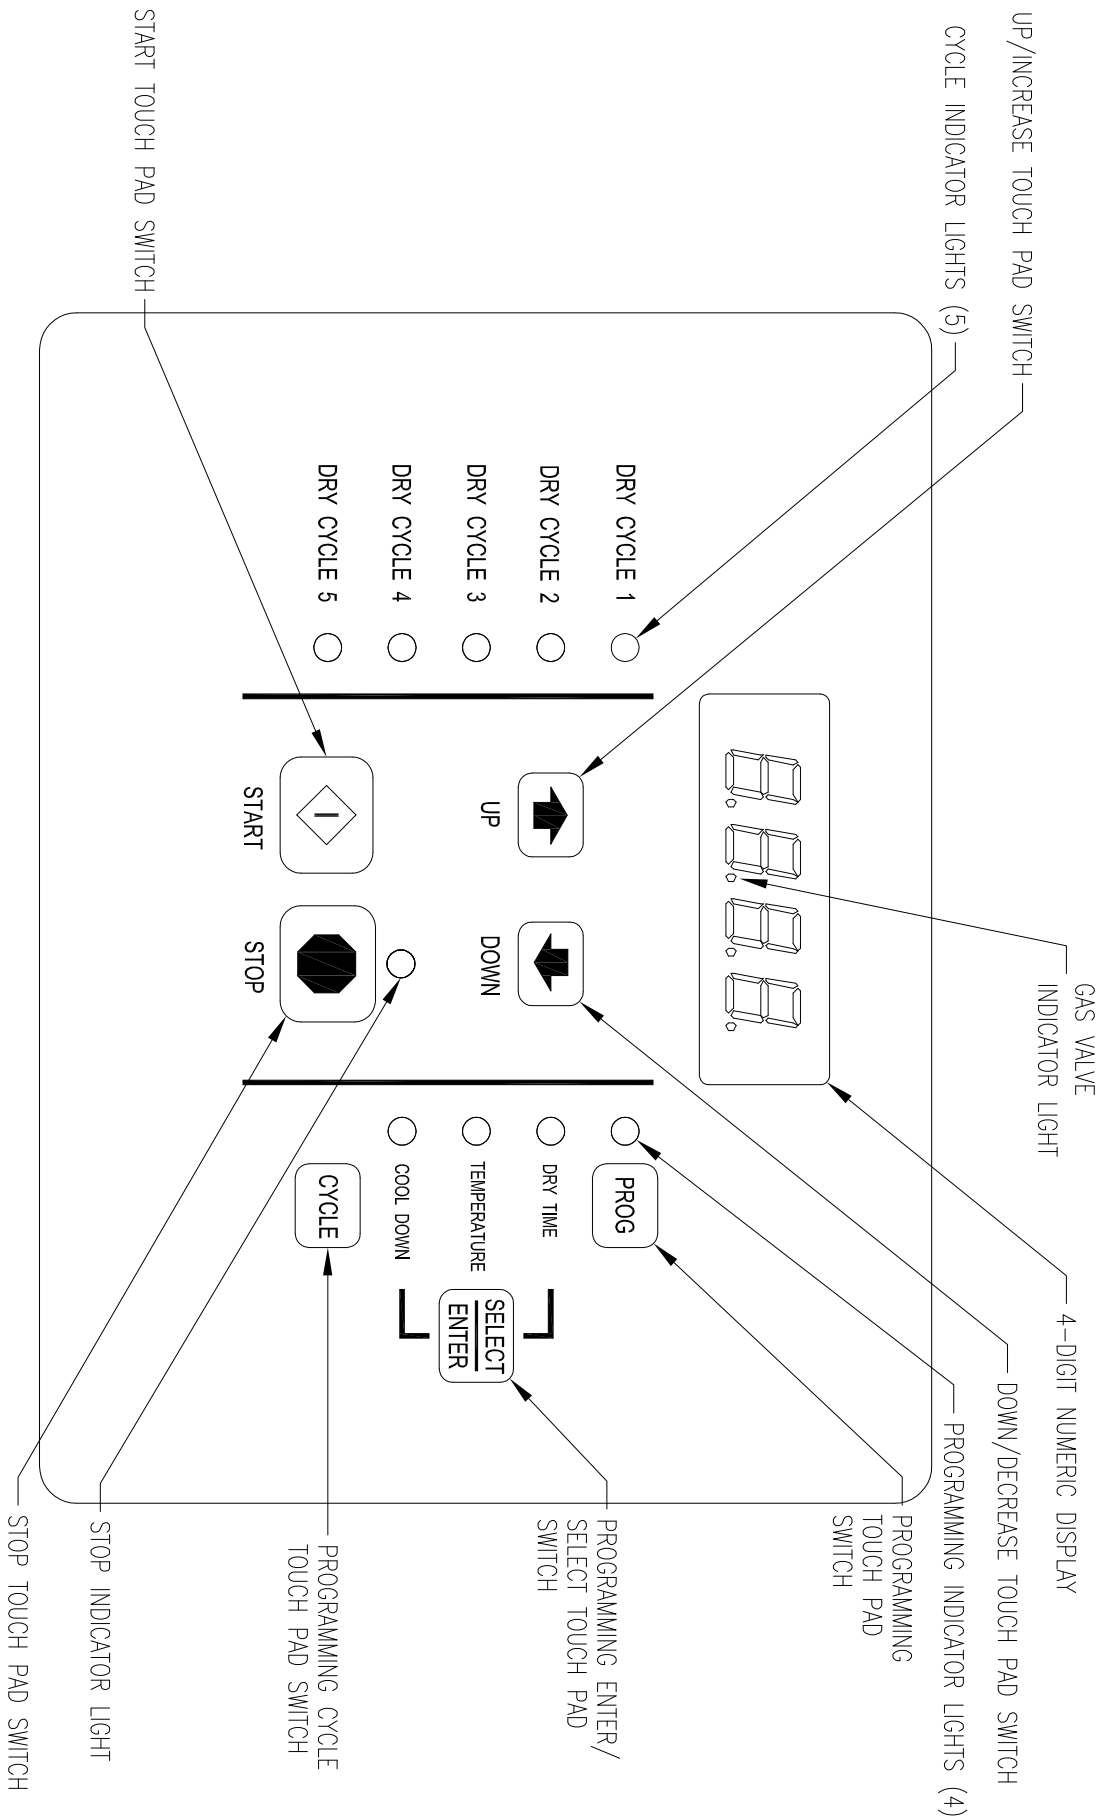 GAS VALVE
INDICATOR LIGHT
4-DIGIT NUMERIC DISPLAY
UP/INCREASE TOUCH PAD SWITCH
DOWN/DECREASE TOUCH PAD SWITCH
CYCLE INDICATOR LIGHTS (5)
PROGRAMMING INDICATOR LIGHTS (4)
PROGRAMMING
TOUCH PAD
SWITCH
PROGRAMMING ENTER/
SELECT TOUCH PAD
SWITCH
PROGRAMMING CYCLE
TOUCH PAD SWITCH
START TOUCH PAD SWITCH
STOP INDICATOR LIGHT
STOP TOUCH PAD SWITCH
DRY CYCLE 1
DRY CYCLE 2
DRY CYCLE 3
DRY CYCLE 4
DRY CYCLE 5
UP
DOWN
START
STOP
PROG
DRY TIME
TEMPERATURE
COOL DOWN
SELECT
ENTER
CYCLE